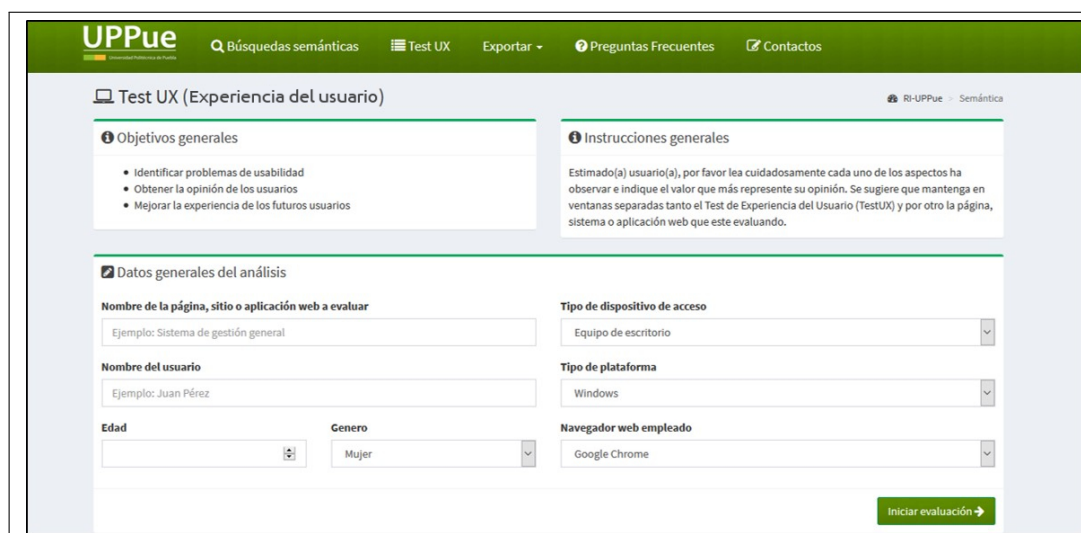 UPPue
Universidad Politécnica de Puebla
Búsquedas semánticas
Test UX
Exportar
Preguntas Frecuentes
Contactos
Test UX (Experiencia del usuario)
RI-UPPue > Semántica
Objetivos generales
• Identificar problemas de usabilidad
• Obtener la opinión de los usuarios
• Mejorar la experiencia de los futuros usuarios
Instrucciones generales
Estimado(a) usuario(a), por favor lea cuidadosamente cada uno de los aspectos ha
observar e indique el valor que más represente su opinión. Se sugiere que mantenga en
ventanas separadas tanto el Test de Experiencia del Usuario (TestUX) y por otro la página,
sistema o aplicación web que este evaluando.
Datos generales del análisis
Nombre de la página, sitio o aplicación web a evaluar
Ejemplo: Sistema de gestión general
Tipo de dispositivo de acceso
Equipo de escritorio
Nombre del usuario
Ejemplo: Juan Pérez
Tipo de plataforma
Windows
Edad
Genero
Mujer
Navegador web empleado
Google Chrome
Iniciar evaluación